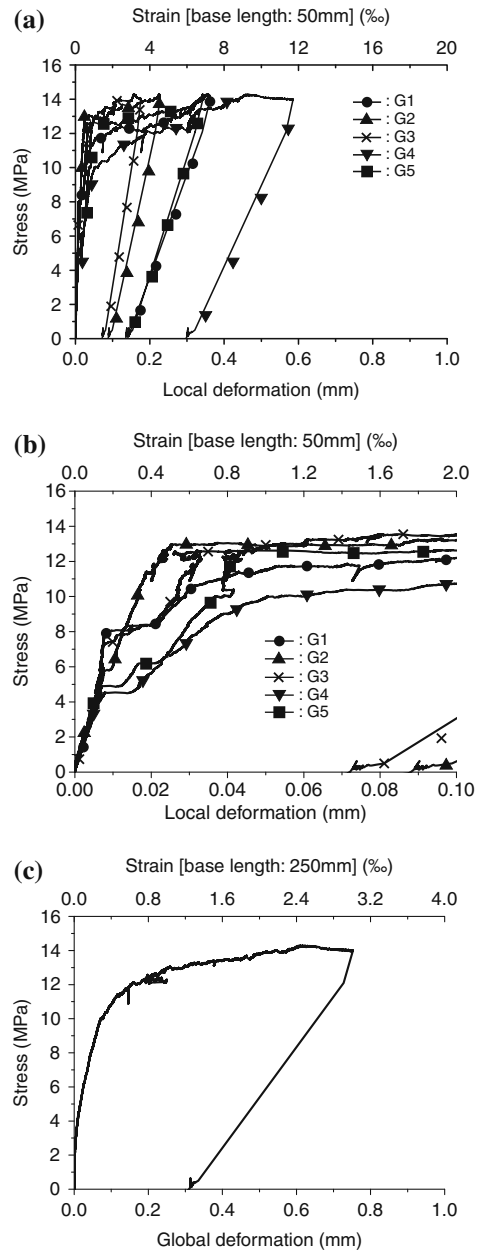 (a)
Strain [base length: 50mm] (‰)
0 4 8 12 16 20
16
14
12
10
8
6
4
2
0
Stress (MPa)
: G1
: G2
: G3
: G4
: G5
0.0 0.2 0.4 0.6 0.8 1.0
Local deformation (mm)
(b)
Strain [base length: 50mm] (‰)
0.0 0.4 0.8 1.2 1.6 2.0
16
14
12
10
8
6
4
2
0
Stress (MPa)
: G1
: G2
: G3
: G4
: G5
0.00 0.02 0.04 0.06 0.08 0.10
Local deformation (mm)
(c)
Strain [base length: 250mm] (‰)
0.0 0.8 1.6 2.4 3.2 4.0
16
14
12
10
8
6
4
2
0
Stress (MPa)
0.0 0.2 0.4 0.6 0.8 1.0
Global deformation (mm)